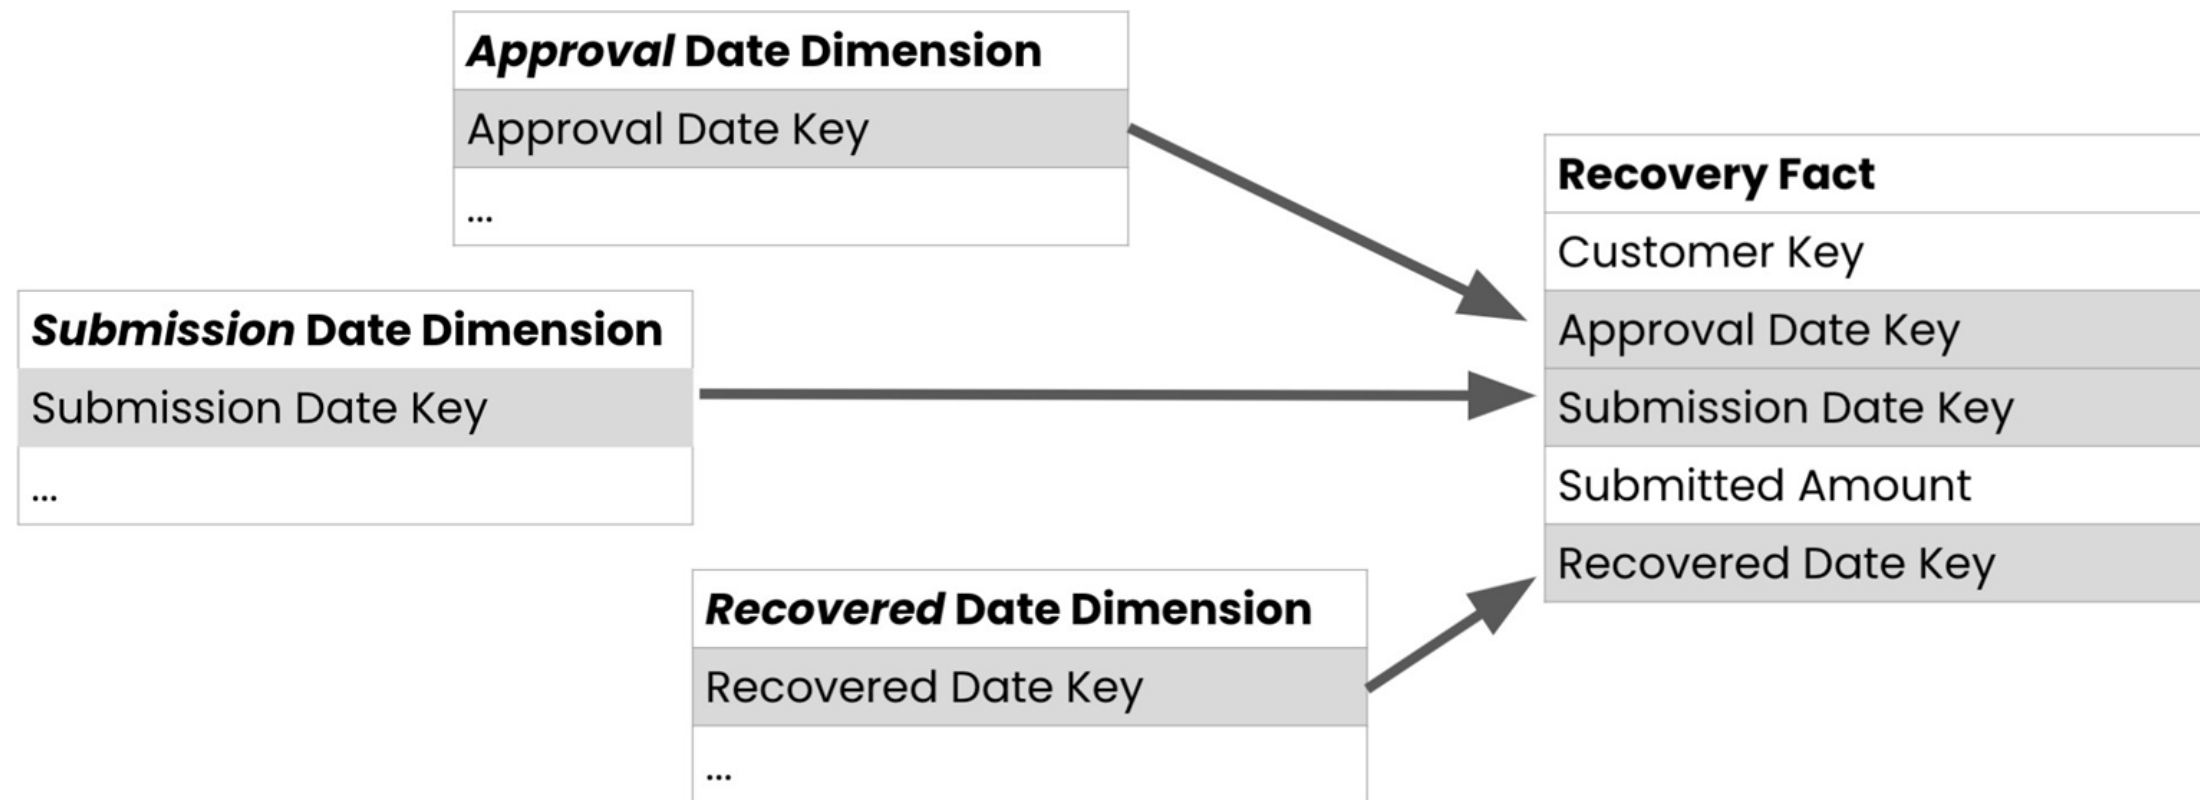 Approval Date Dimension
Approval Date Key
...
Submission Date Dimension
Submission Date Key
...
Recovered Date Dimension
Recovered Date Key
...
Recovery Fact
Customer Key
Approval Date Key
Submission Date Key
Submitted Amount
Recovered Date Key